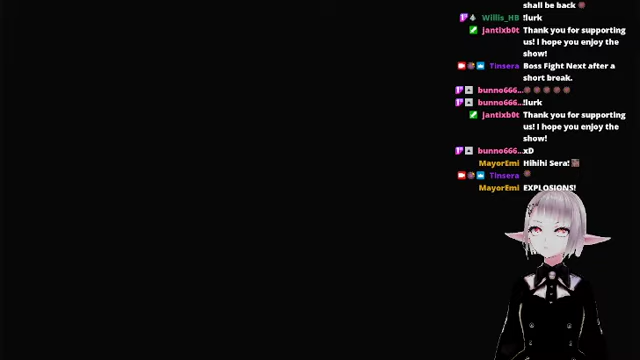 shall be back
Willis_HB !lurk
jantixb0t Thank you for supporting
us! I hope you enjoy the
show!
Tinsera Boss Fight Next after a
short break.
bunno666...
bunno666... !lurk
jantixb0t Thank you for supporting
us! I hope you enjoy the
show!
bunno666... xD
MayorEmi Hihihi Sera!
Tinsera
MayorEmi EXPLOSIONS!